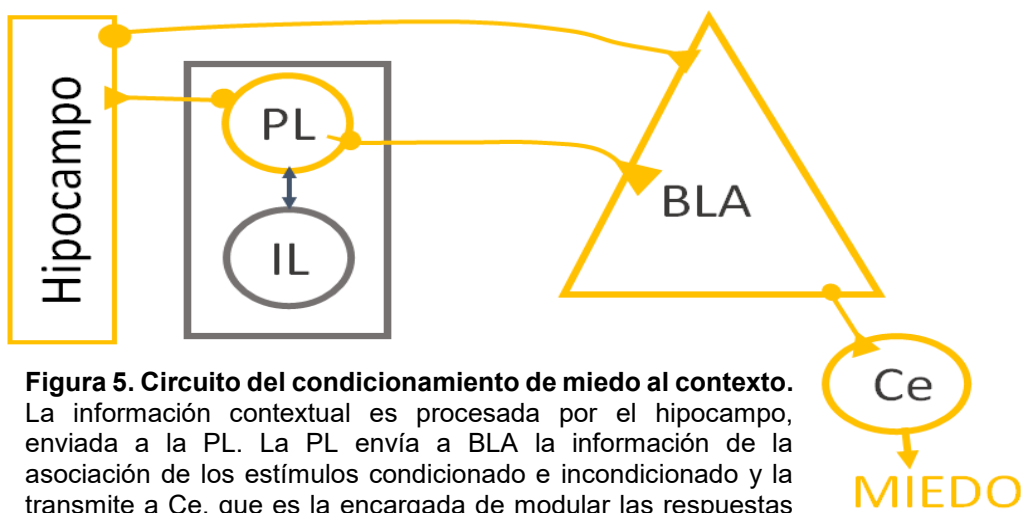 Hipocampo
PL
IL
BLA
Ce
MIEDO
Figura 5. Circuito del condicionamiento de miedo al contexto.
La información contextual es procesada por el hipocampo,
enviada a la PL. La PL envía a BLA la información de la
asociación de los estímulos condicionado e incondicionado y la
transmite a Ce, que es la encargada de modular las respuestas